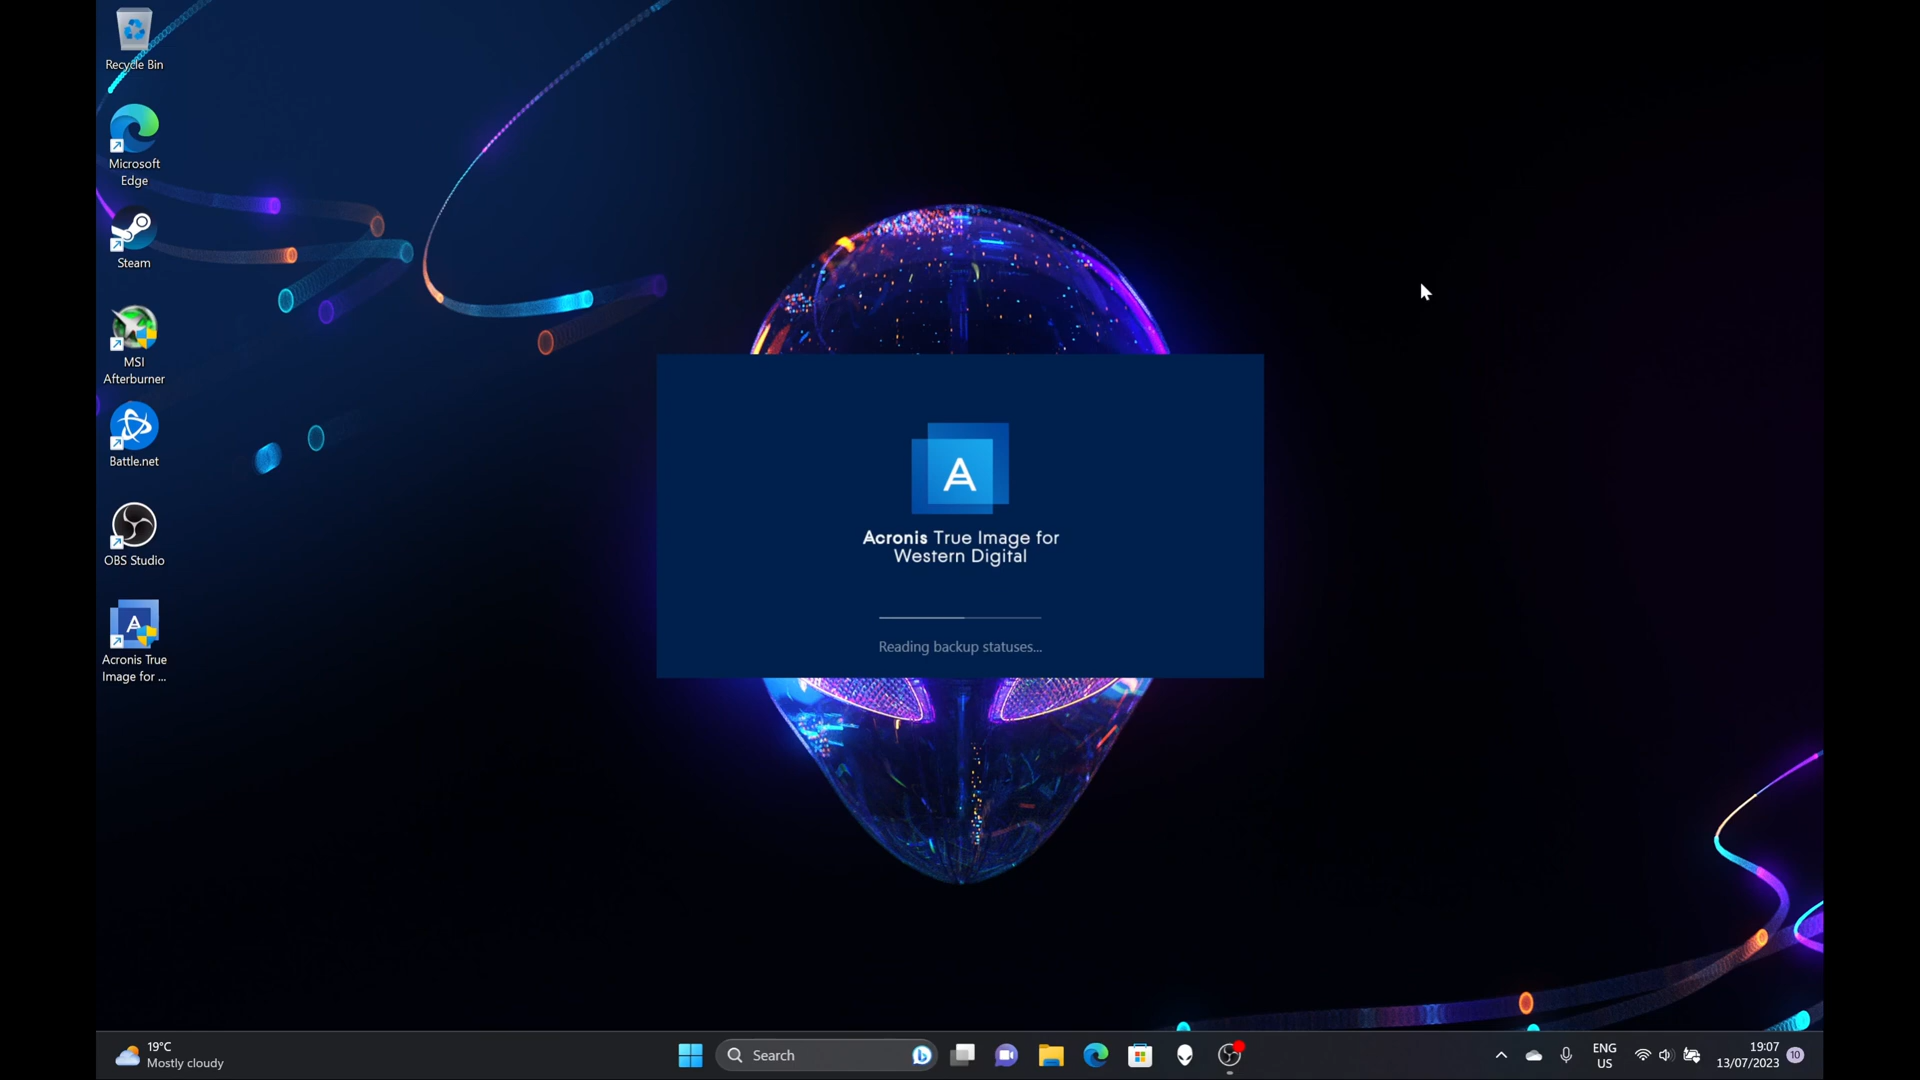 Recycle Bin
Microsoft
Edge
Steam
MSI
Afterburner
Battle.net
OBS Studio
Acronis True
Image for ...
Acronis True Image for
Western Digital
Reading backup statuses...
19°C
Mostly cloudy
Search
ENG
US
19:07
13/07/2023
10